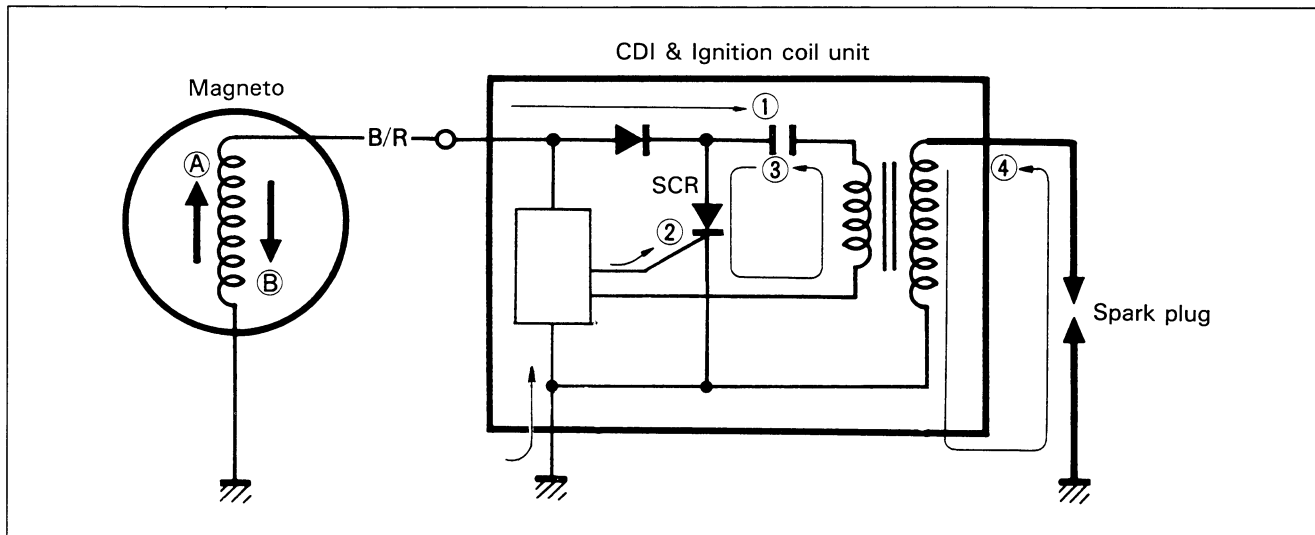 CDI & Ignition coil unit
Magneto
①
B/R
Ⓐ
③
④
SCR
②
Ⓑ
Spark plug